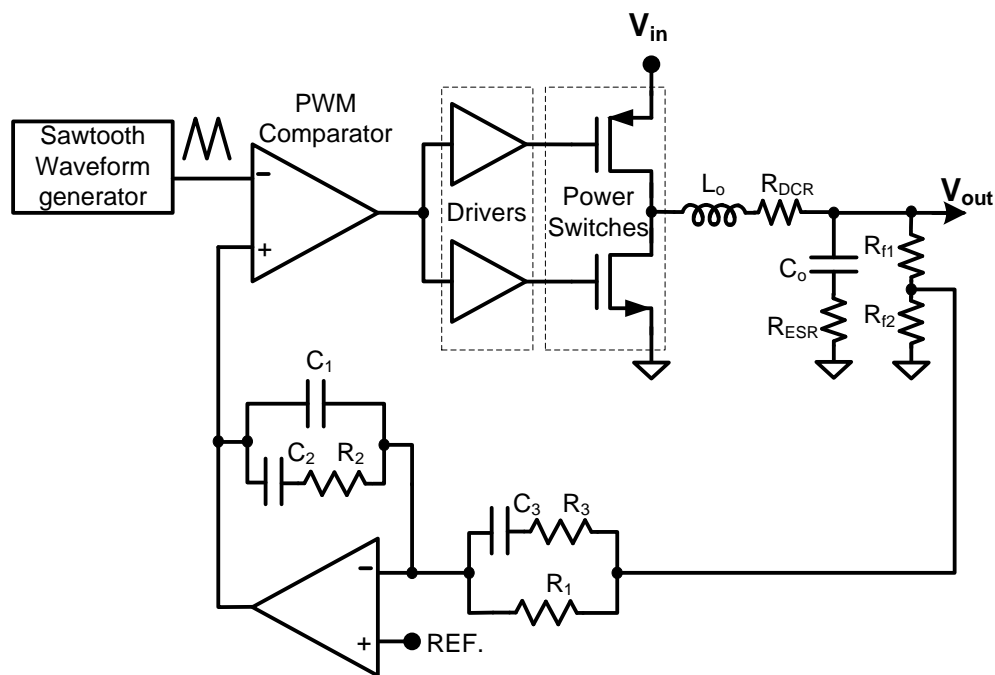 V_in
PWM
Comparator
Sawtooth
Waveform
generator
−
+
Drivers
Power
Switches
L_o
R_DCR
V_out
R_f1
C_o
R_f2
R_ESR
C_1
C_2
R_2
C_3
R_3
R_1
−
+
REF.